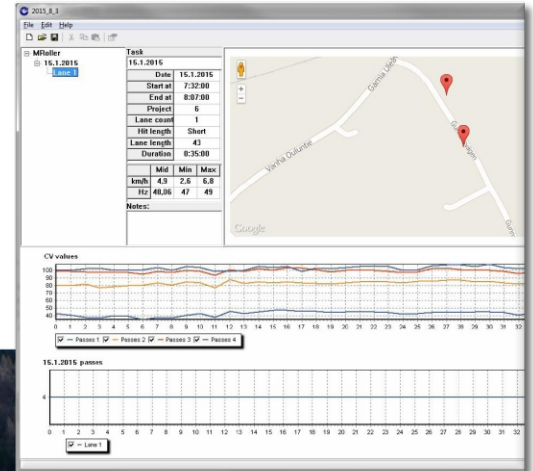 2015_8_3
File Edit Help
MRoller
15.1.2015
Lane 1
Task
15.1.2015
Date 15.1.2015
Start at 7:32:00
End at 8:07:00
Project 6
Lane count 1
Hit length Short
Lane length 43
Duration 0:35:00
Mid Min Max
km/h 4,9 2,6 6,8
Hz 48,06 47 49
Notes:
Vanha Ouluntie
Google
CV values
100
90
80
70
60
50
40
0 1 2 3 4 5 6 7 8 9 10 11 12 13 14 15 16 17 18 19 20 21 22 23 24 25 26 27 28 29 30 31 32
Passes 1 Passes 2 Passes 3 Passes 4
15.1.2015 passes
4
0 1 2 3 4 5 6 7 8 9 10 11 12 13 14 15 16 17 18 19 20 21 22 23 24 25 26 27 28 29 30 31 32
Lane 1